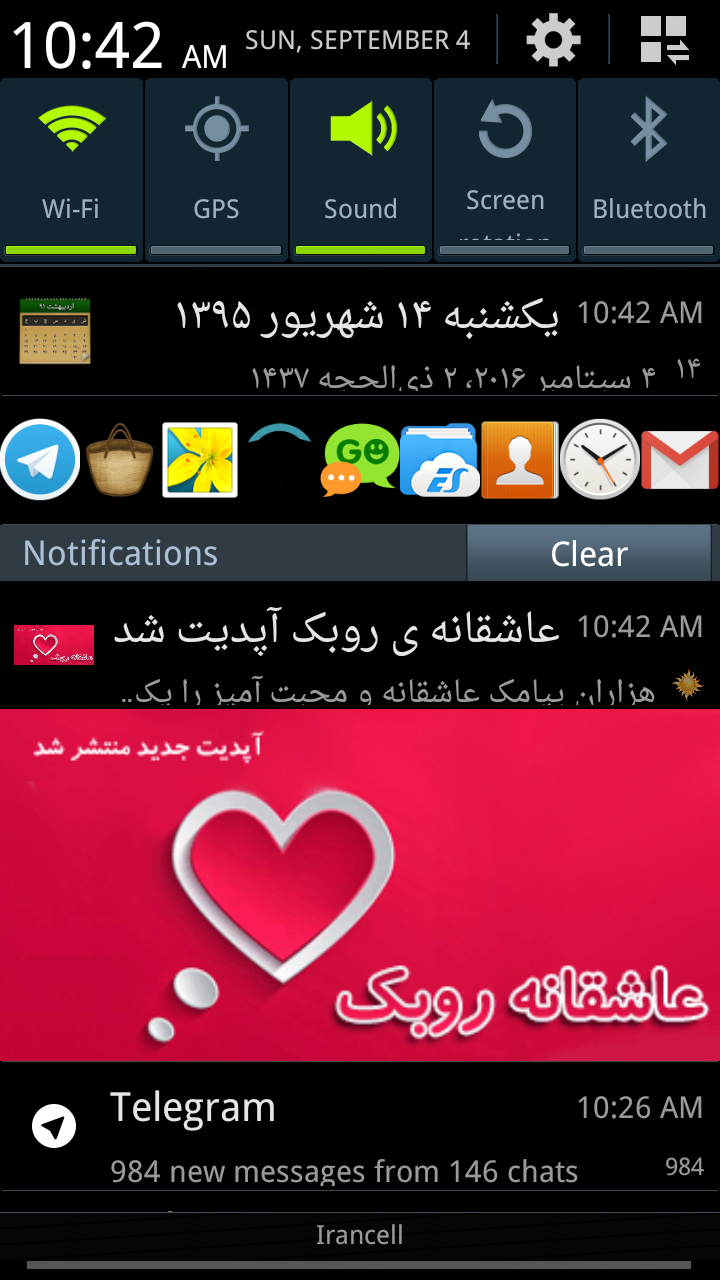 10:42 AM SUN, SEPTEMBER 4
Wi-Fi GPS Sound Screen rotation Bluetooth
اردیبهشت ۹۱
یکشنبه ۱۴ شهریور ۱۳۹۵ 10:42 AM
۴ سپتامبر ۲۰۱۶، ۲ ذی‌الحجه ۱۴۳۷ ۱۴
GO ES
Notifications Clear
عاشقانه ی روبک آپدیت شد 10:42 AM
هزاران پیامک عاشقانه و محبت آمیز را یک..
آپدیت جدید منتشر شد
عاشقانه روبک
Telegram 10:26 AM
984 new messages from 146 chats 984
Irancell